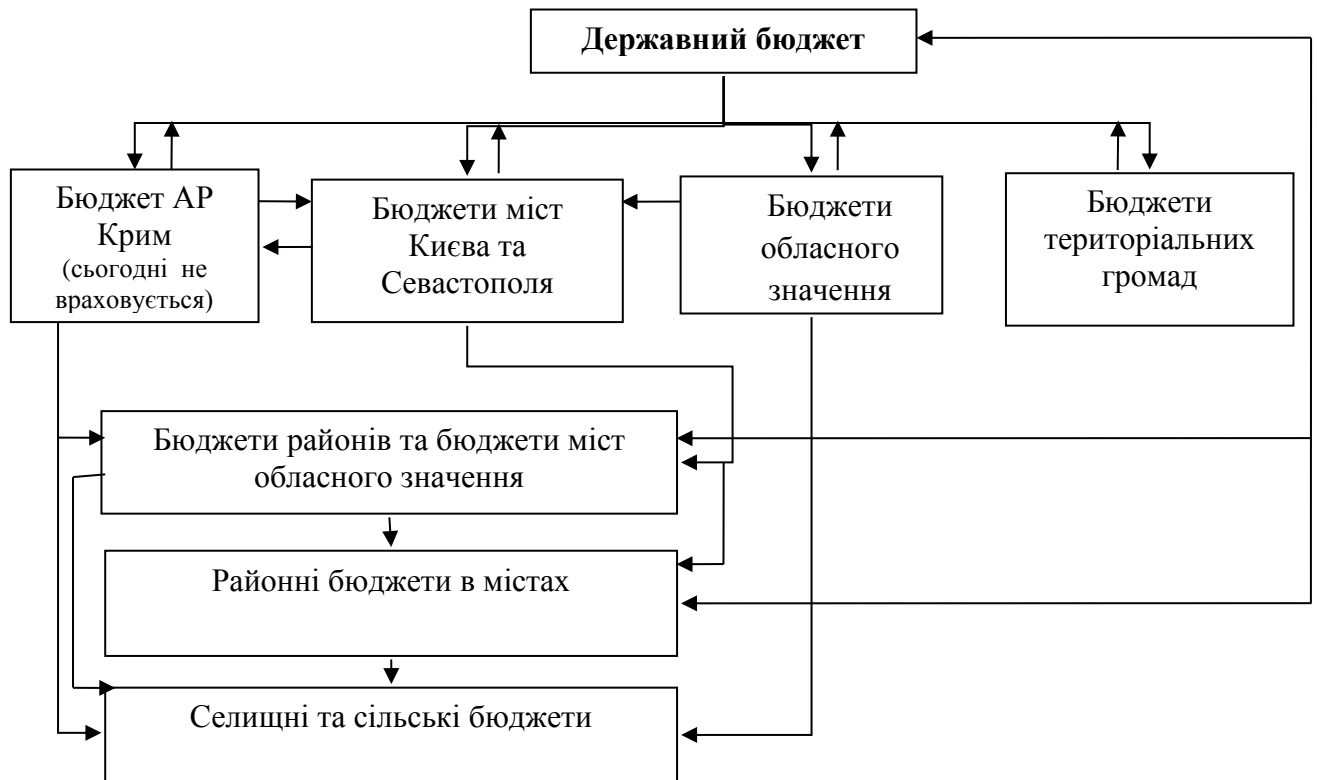 Державний бюджет
Бюджет АР
Крим
(сьогодні не
враховується)
Бюджети міст
Києва та
Севастополя
Бюджети
обласного
значення
Бюджети
територіальних
громад
Бюджети районів та бюджети міст
обласного значення
Районні бюджети в містах
Селищні та сільські бюджети